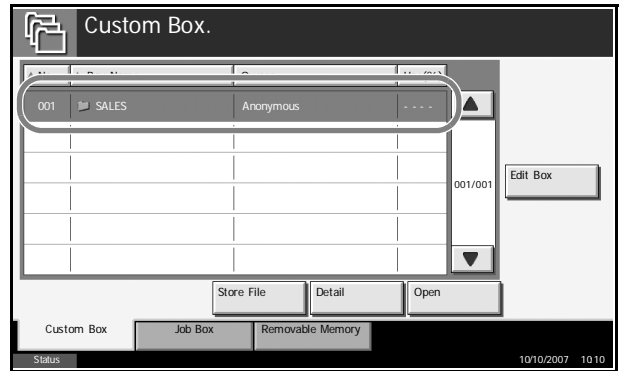 Custom Box.
001 SALES Anonymous - - - -
001/001
Edit Box
Store File Detail Open
Custom Box Job Box Removable Memory
Status 10/10/2007 10:10